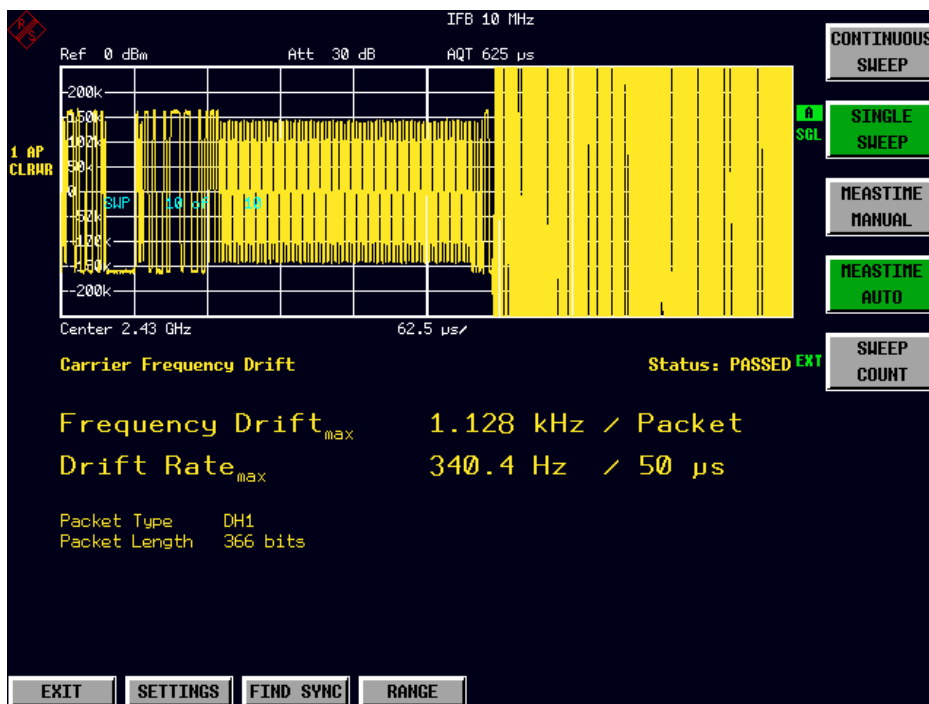 IFB 10 MHz
Ref 0 dBm Att 30 dB AQT 625 µs
CONTINUOUS SWEEP
200k
150k
100k
50k
0
-50k
-100k
-150k
-200k
1 AP
CLRWR
SWP 10 of 10
A
SGL
SINGLE SWEEP
MEASTIME MANUAL
MEASTIME AUTO
Center 2.43 GHz 62.5 µs/
Carrier Frequency Drift Status: PASSED EXT
SWEEP COUNT
Frequency Drift max 1.128 kHz / Packet
Drift Rate max 340.4 Hz / 50 µs
Packet Type DH1
Packet Length 366 bits
EXIT SETTINGS FIND SYNC RANGE